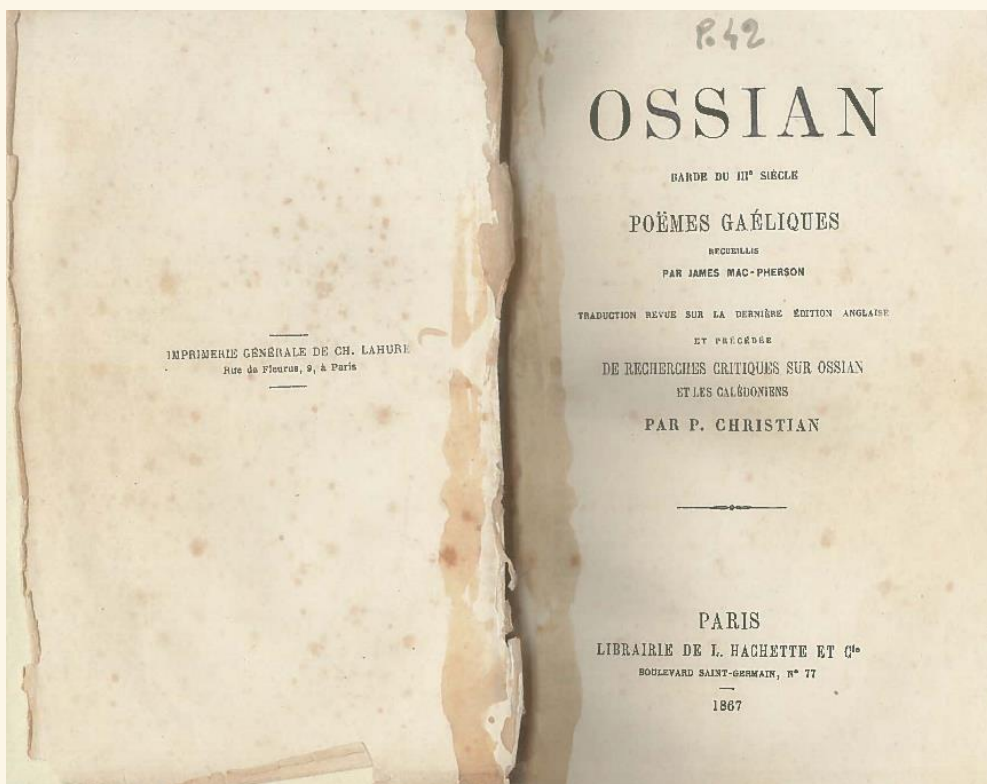 IMPRIMERIE GÉNÉRALE DE CH. LAHURE
Rue de Fleurus, 9, à Paris
P. 42
OSSIAN
BARDE DU IIIe SIÈCLE
POËMES GAÉLIQUES
RECUEILLIS
PAR JAMES MAC-PHERSON
TRADUCTION REVUE SUR LA DERNIÈRE ÉDITION ANGLAISE
ET PRÉCÉDÉE
DE RECHERCHES CRITIQUES SUR OSSIAN
ET LES CALÉDONIENS
PAR P. CHRISTIAN
PARIS
LIBRAIRIE DE L. HACHETTE ET Cie
BOULEVARD SAINT-GERMAIN, N° 77
1867